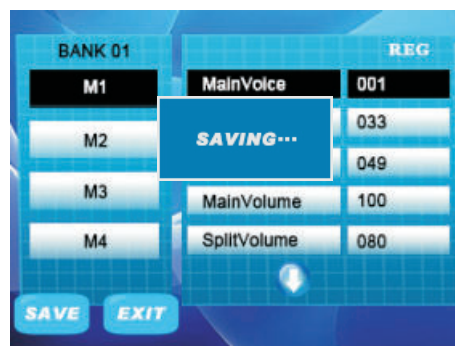 BANK 01
REG
M1
MainVoice 001
033
M2
SAVING···
049
M3
MainVolume 100
M4
SplitVolume 080
SAVE EXIT